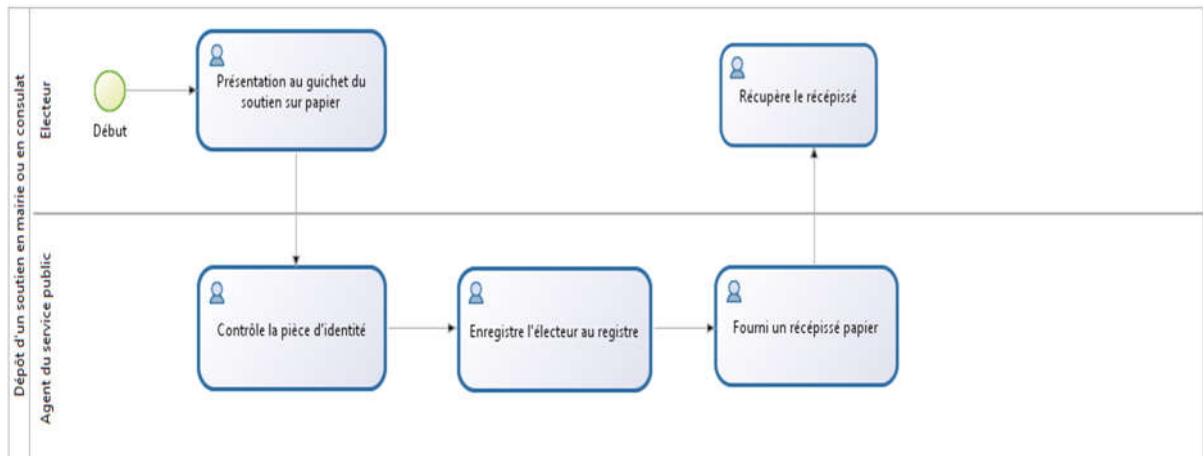 Dépôt d'un soutien en mairie ou en consulat
Electeur
Début
Présentation au guichet du
soutien sur papier
Récupère le récépissé
Agent du service public
Contrôle la pièce d'identité
Enregistre l'électeur au registre
Fourni un récépissé papier